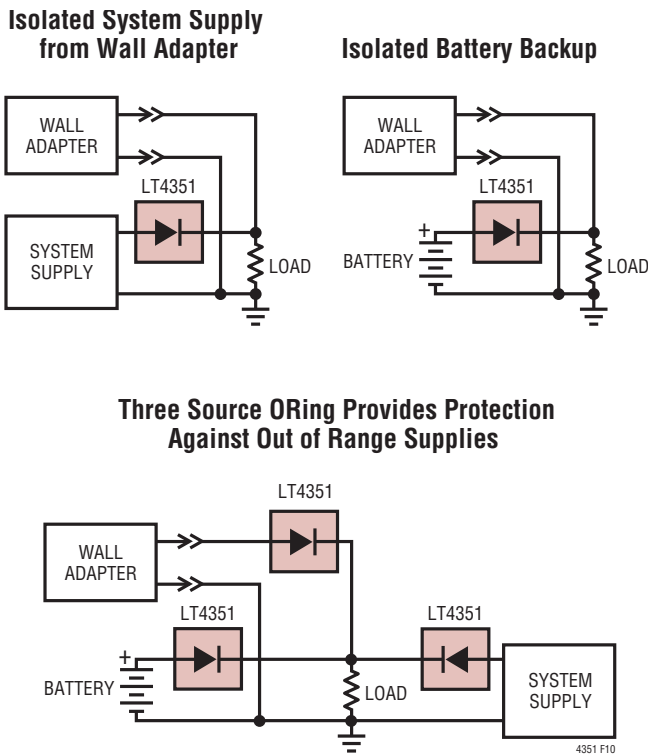 Isolated System Supply
from Wall Adapter
WALL
ADAPTER
LT4351
SYSTEM
SUPPLY
LOAD
Isolated Battery Backup
WALL
ADAPTER
LT4351
+
BATTERY
LOAD
Three Source ORing Provides Protection
Against Out of Range Supplies
LT4351
WALL
ADAPTER
LT4351
LT4351
+
BATTERY
LOAD
SYSTEM
SUPPLY
4351 F10